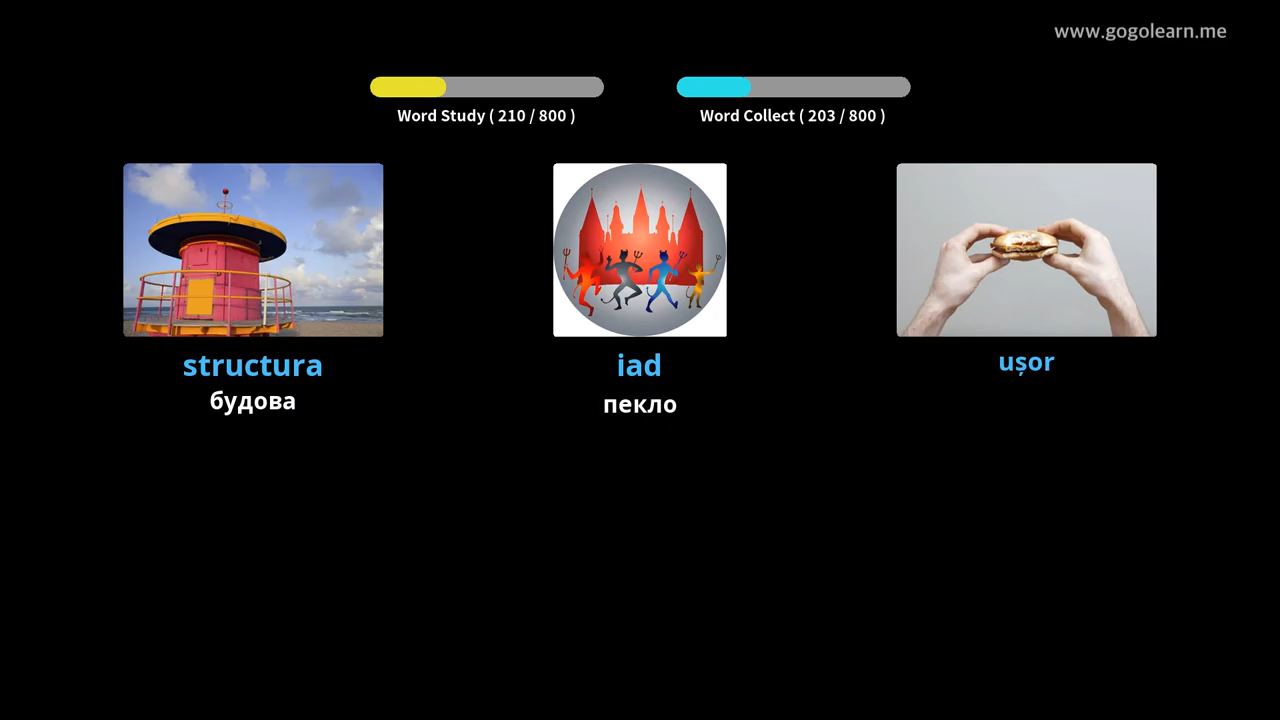 www.gogolearn.me
Word Study ( 210 / 800 )
Word Collect ( 203 / 800 )
structura
будова
iad
пекло
ușor